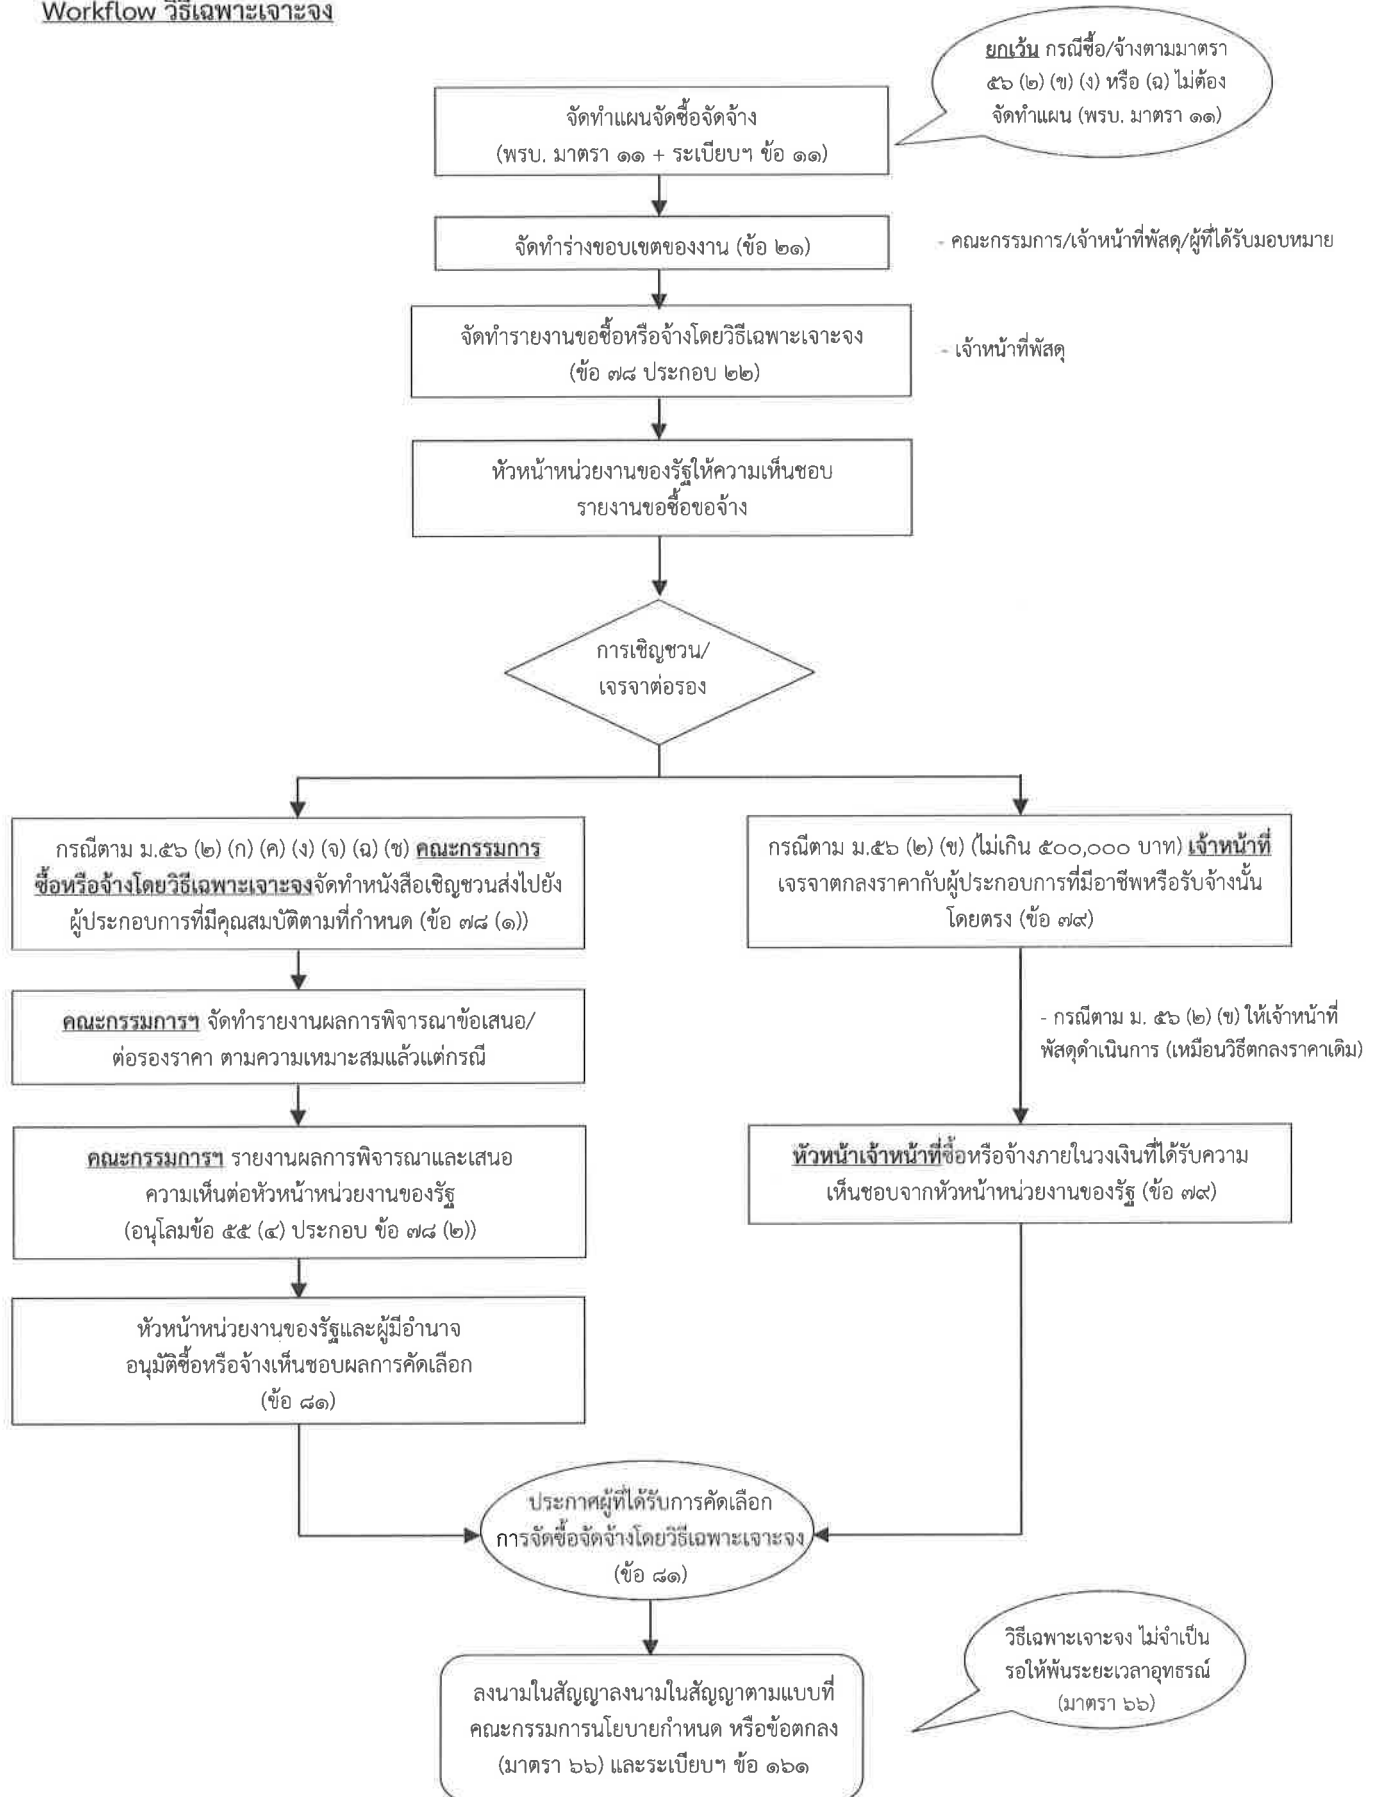 Workflow วิธีเฉพาะเจาะจง
ยกเว้น กรณีซื้อ/จ้างตามมาตรา
๕๖ (๒) (ข) (ง) หรือ (ฉ) ไม่ต้อง
จัดทำแผน (พรบ. มาตรา ๑๑)
จัดทำแผนจัดซื้อจัดจ้าง
(พรบ. มาตรา ๑๑ + ระเบียบฯ ข้อ ๑๑)
จัดทำร่างขอบเขตของงาน (ข้อ ๒๑)
- คณะกรรมการ/เจ้าหน้าที่พัสดุ/ผู้ที่ได้รับมอบหมาย
จัดทำรายงานขอซื้อหรือจ้างโดยวิธีเฉพาะเจาะจง
(ข้อ ๗๘ ประกอบ ๒๒)
- เจ้าหน้าที่พัสดุ
หัวหน้าหน่วยงานของรัฐให้ความเห็นชอบ
รายงานขอซื้อขอจ้าง
การเชิญชวน/
เจรจาต่อรอง
กรณีตาม ม.๕๖ (๒) (ก) (ค) (ง) (จ) (ฉ) (ช) คณะกรรมการ
ซื้อหรือจ้างโดยวิธีเฉพาะเจาะจงจัดทำหนังสือเชิญชวนส่งไปยัง
ผู้ประกอบการที่มีคุณสมบัติตามที่กำหนด (ข้อ ๗๘ (๑))
คณะกรรมการฯ จัดทำรายงานผลการพิจารณาข้อเสนอ/
ต่อรองราคา ตามความเหมาะสมแล้วแต่กรณี
คณะกรรมการฯ รายงานผลการพิจารณาและเสนอ
ความเห็นต่อหัวหน้าหน่วยงานของรัฐ
(อนุโลมข้อ ๕๕ (๔) ประกอบ ข้อ ๗๘ (๒))
หัวหน้าหน่วยงานของรัฐและผู้มีอำนาจ
อนุมัติซื้อหรือจ้างเห็นชอบผลการคัดเลือก
(ข้อ ๘๑)
กรณีตาม ม.๕๖ (๒) (ข) (ไม่เกิน ๕๐๐,๐๐๐ บาท) เจ้าหน้าที่
เจรจาตกลงราคากับผู้ประกอบการที่มีอาชีพหรือรับจ้างนั้น
โดยตรง (ข้อ ๗๙)
- กรณีตาม ม. ๕๖ (๒) (ข) ให้เจ้าหน้าที่
พัสดุดำเนินการ (เหมือนวิธีตกลงราคาเดิม)
หัวหน้าเจ้าหน้าที่ซื้อหรือจ้างภายในวงเงินที่ได้รับความ
เห็นชอบจากหัวหน้าหน่วยงานของรัฐ (ข้อ ๗๙)
ประกาศผู้ที่ได้รับการคัดเลือก
การจัดซื้อจัดจ้างโดยวิธีเฉพาะเจาะจง
(ข้อ ๘๑)
วิธีเฉพาะเจาะจง ไม่จำเป็น
รอให้พ้นระยะเวลาอุทธรณ์
(มาตรา ๖๖)
ลงนามในสัญญาลงนามในสัญญาตามแบบที่
คณะกรรมการนโยบายกำหนด หรือข้อตกลง
(มาตรา ๖๖) และระเบียบฯ ข้อ ๑๖๑